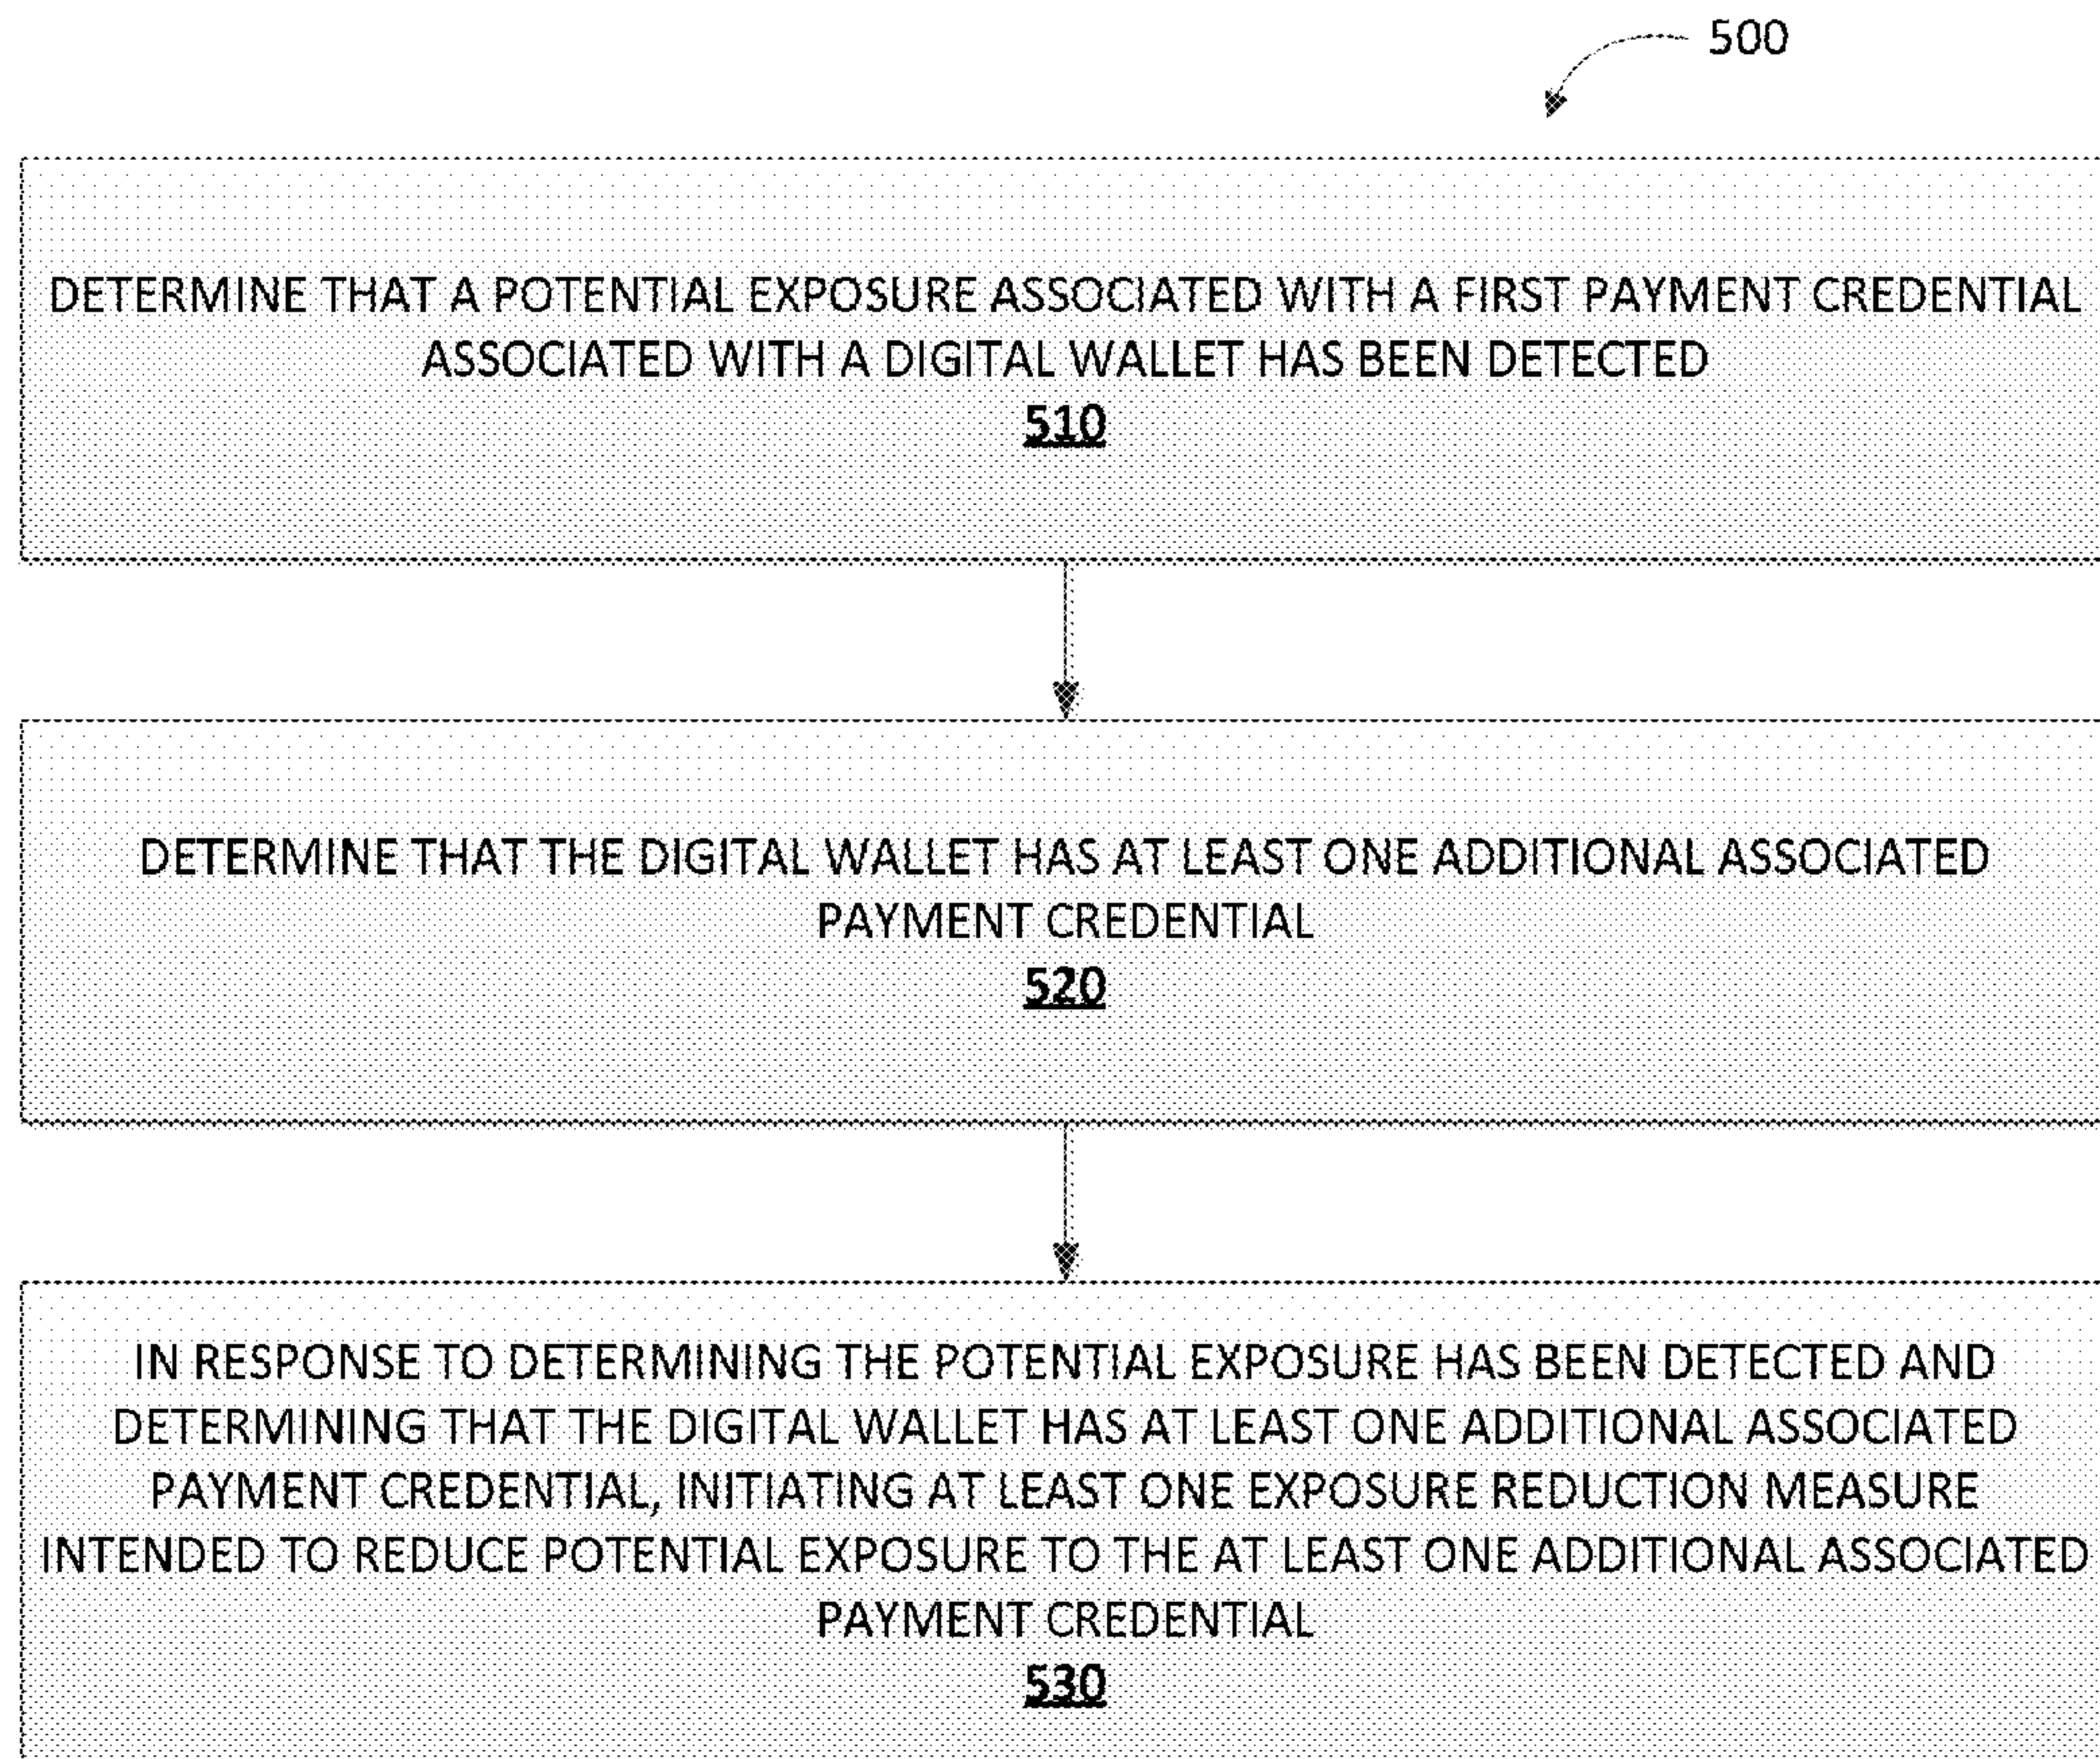 500
DETERMINE THAT A POTENTIAL EXPOSURE ASSOCIATED WITH A FIRST PAYMENT CREDENTIAL
ASSOCIATED WITH A DIGITAL WALLET HAS BEEN DETECTED
510
DETERMINE THAT THE DIGITAL WALLET HAS AT LEAST ONE ADDITIONAL ASSOCIATED
PAYMENT CREDENTIAL
520
IN RESPONSE TO DETERMINING THE POTENTIAL EXPOSURE HAS BEEN DETECTED AND
DETERMINING THAT THE DIGITAL WALLET HAS AT LEAST ONE ADDITIONAL ASSOCIATED
PAYMENT CREDENTIAL, INITIATING AT LEAST ONE EXPOSURE REDUCTION MEASURE
INTENDED TO REDUCE POTENTIAL EXPOSURE TO THE AT LEAST ONE ADDITIONAL ASSOCIATED
PAYMENT CREDENTIAL
530